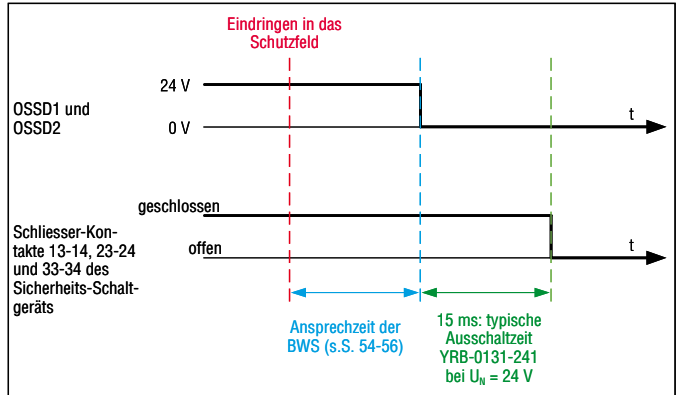 Eindringen in das
Schutzfeld
24 V
OSSD1 und
OSSD2
0 V
t
geschlossen
Schliesser-Kon-
takte 13-14, 23-24
und 33-34 des
Sicherheits-Schalt-
geräts
offen
t
Ansprechzeit der
BWS (s.S. 54-56)
15 ms: typische
Ausschaltzeit
YRB-0131-241
bei UN = 24 V